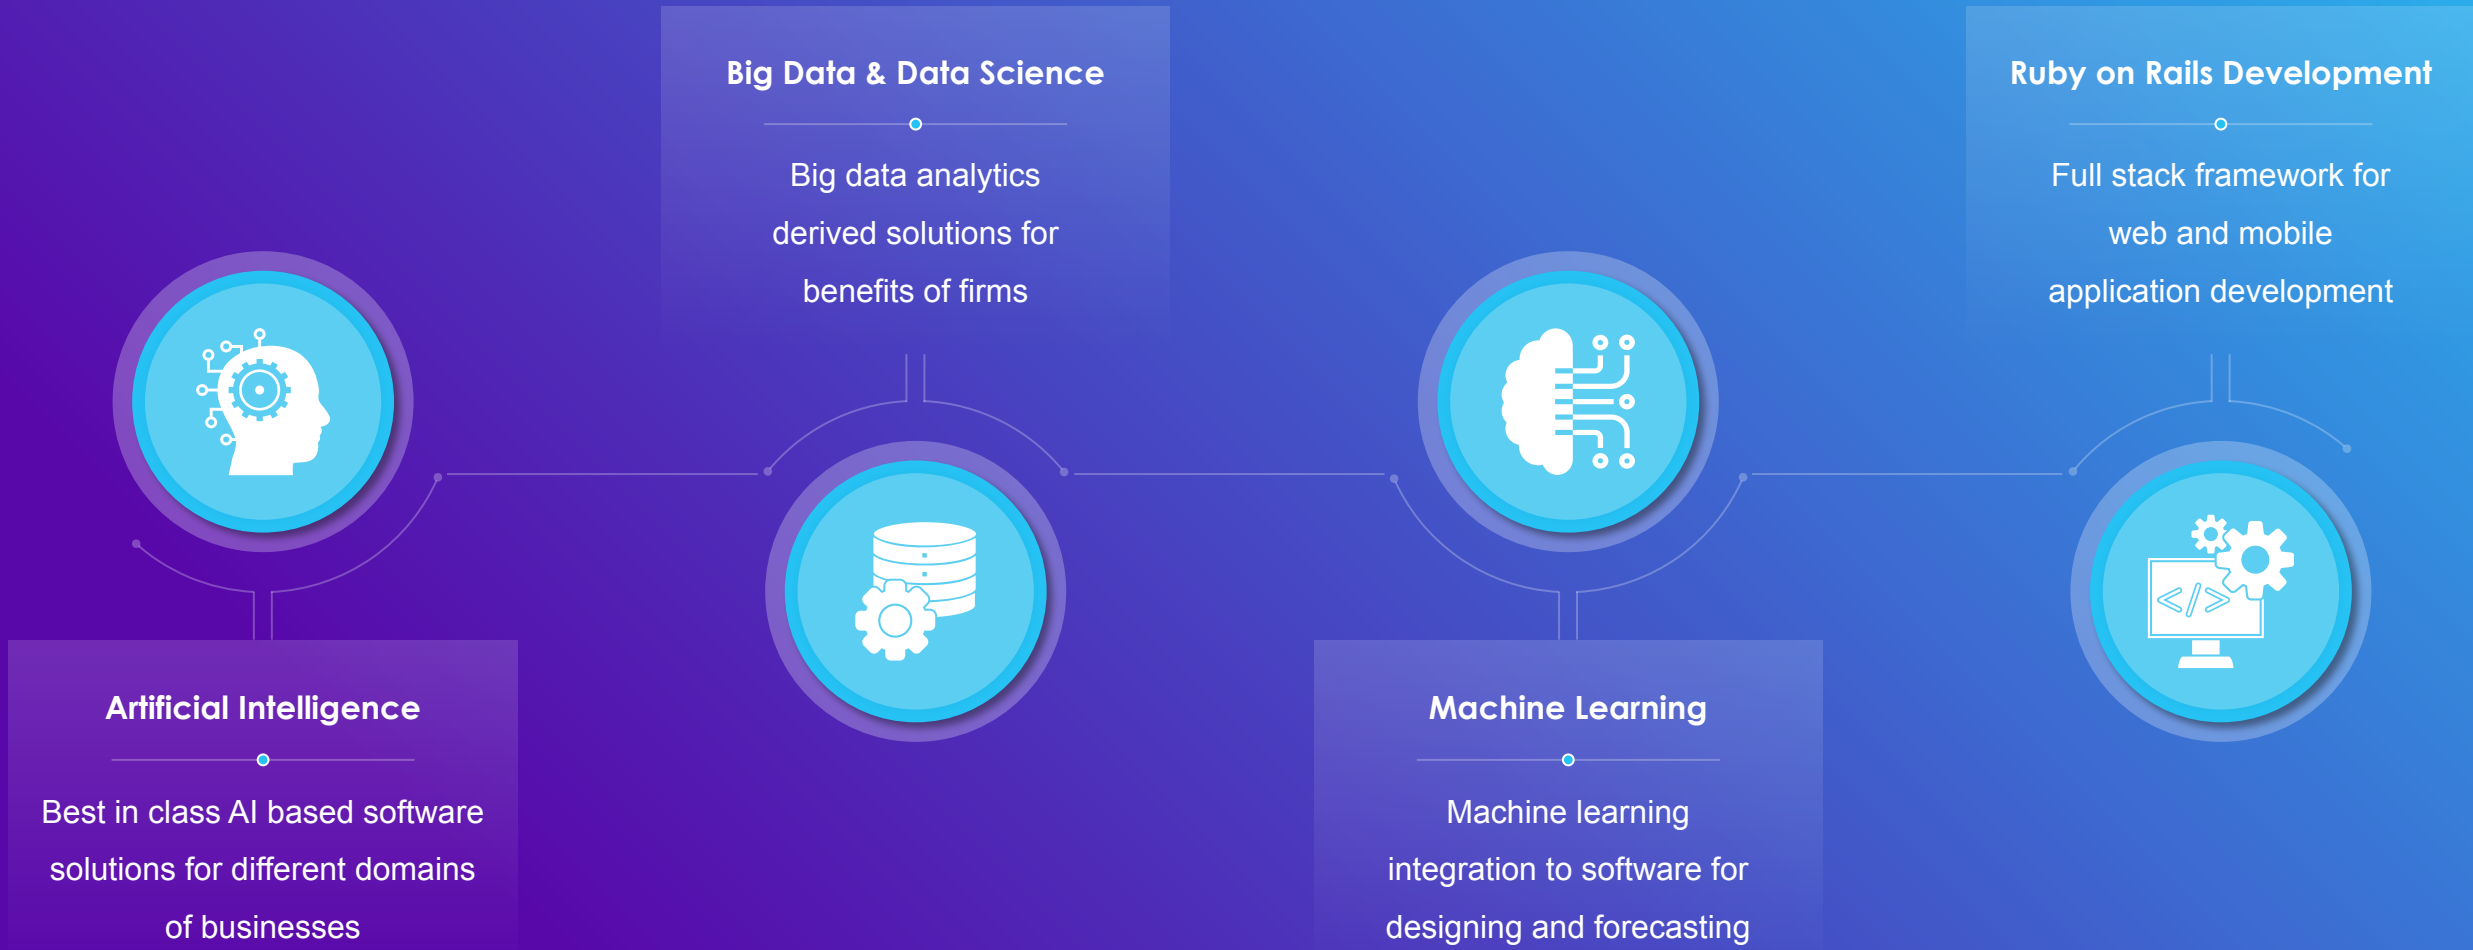 Big Data & Data Science
Big data analytics
derived solutions for
benefits of firms
Ruby on Rails Development
Full stack framework for
web and mobile
application development
</>
Artificial Intelligence
Best in class AI based software
solutions for different domains
of businesses
Machine Learning
Machine learning
integration to software for
designing and forecasting